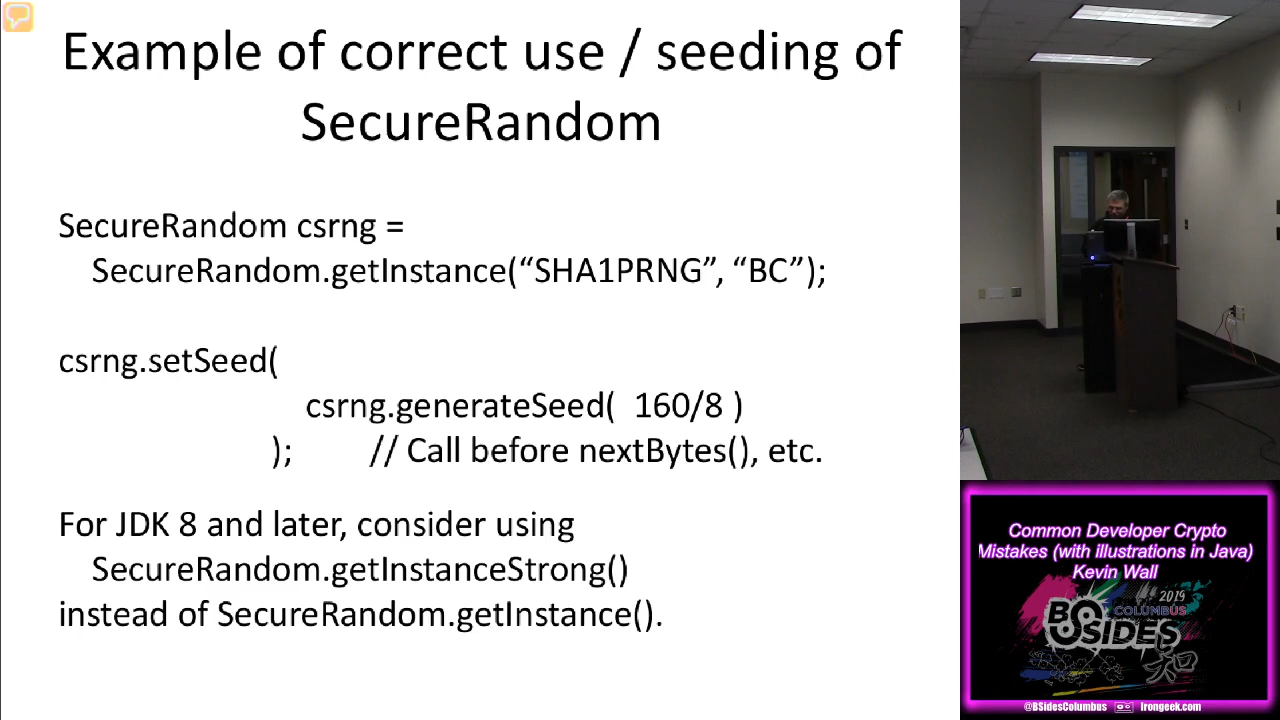 Example of correct use / seeding of
SecureRandom
SecureRandom csrng =
SecureRandom.getInstance(“SHA1PRNG”, “BC”);
csrng.setSeed(
csrng.generateSeed( 160/8 )
); // Call before nextBytes(), etc.
For JDK 8 and later, consider using
SecureRandom.getInstanceStrong()
instead of SecureRandom.getInstance().
Common Developer Crypto
Mistakes (with illustrations in Java)
Kevin Wall
2019
COLUMBUS
BSIDES
@BSidesColumbus Irongeek.com